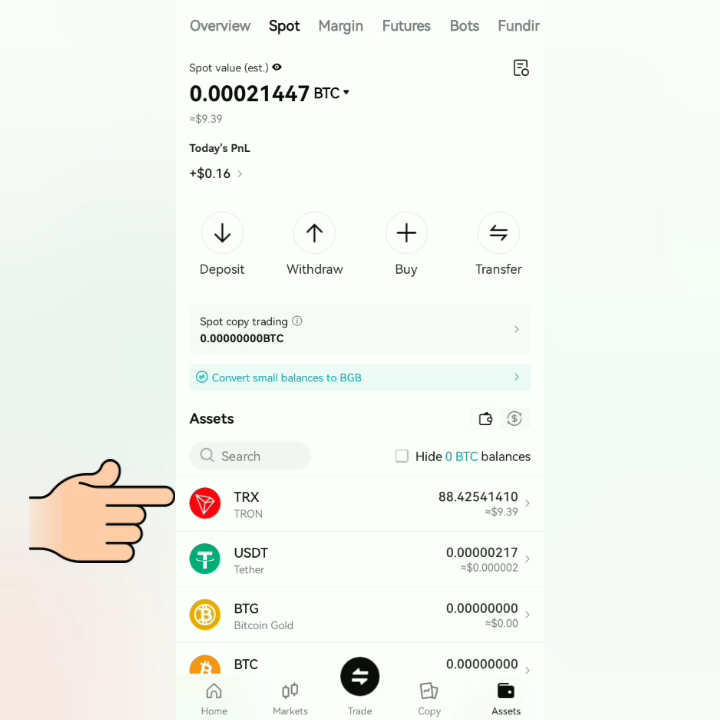 Overview Spot Margin Futures Bots Fundir
Spot value (est.)
0.00021447 BTC
≈$9.39
Today's PnL
+$0.16
Deposit Withdraw Buy Transfer
Spot copy trading
0.00000000BTC
Convert small balances to BGB
Assets
Search Hide 0 BTC balances
TRX 88.42541410
TRON ≈$9.39
USDT 0.00000217
Tether ≈$0.000002
BTG 0.00000000
Bitcoin Gold ≈$0.00
BTC 0.00000000
Home Markets Trade Copy Assets